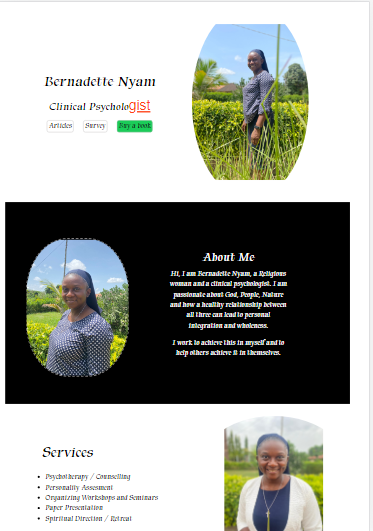 Bernadette Nyam
Clinical Psychologist
Articles
Survey
Buy a book
About Me
Hi, I am Bernadette Nyam, a Religious
woman and a clinical psychologist. I am
passionate about God, People, Nature
and how a healthy relationship between
all three can lead to personal
integration and wholeness.
I work to achieve this in myself and to
help others achieve it in themselves.
Services
Psychotherapy / Counselling
Personality Assesment
Organizing Workshops and Seminars
Paper Presentation
Spiritual Direction / Retreat